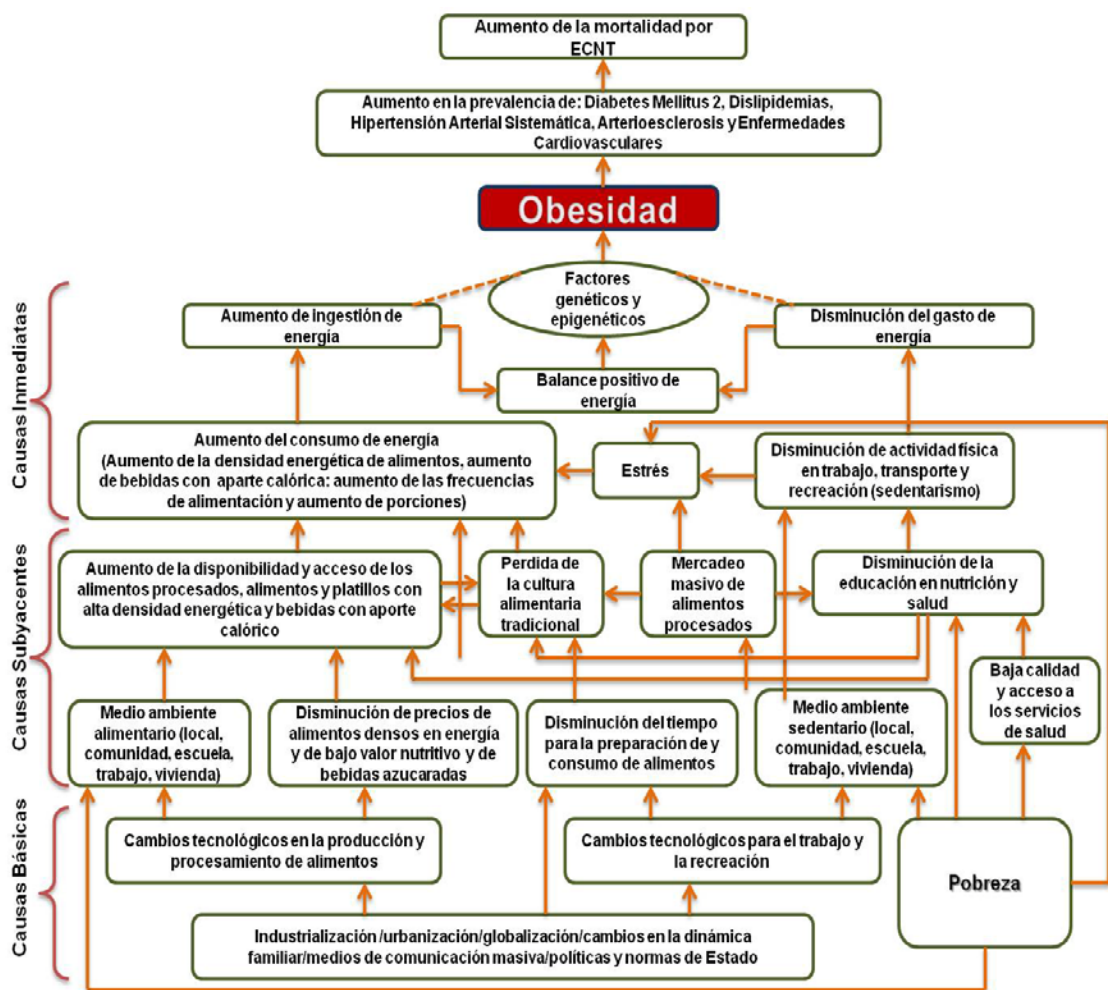 Aumento de la mortalidad por
ECNT
Aumento en la prevalencia de: Diabetes Mellitus 2, Dislipidemias,
Hipertensión Arterial Sistemática, Arterioesclerosis y Enfermedades
Cardiovasculares
Obesidad
Causas Inmediatas
Factores
genéticos y
epigenéticos
Aumento de ingestión de
energía
Disminución del gasto de
energía
Balance positivo de
energía
Aumento del consumo de energía
(Aumento de la densidad energética de alimentos, aumento
de bebidas con aparte calórica: aumento de las frecuencias
de alimentación y aumento de porciones)
Estrés
Disminución de actividad física
en trabajo, transporte y
recreación (sedentarismo)
Causas Subyacentes
Aumento de la disponibilidad y acceso de los
alimentos procesados, alimentos y platillos con
alta densidad energética y bebidas con aporte
calórico
Perdida de
la cultura
alimentaria
tradicional
Mercadeo
masivo de
alimentos
procesados
Disminución de la
educación en nutrición y
salud
Baja calidad
y acceso a
los servicios
de salud
Medio ambiente
alimentario (local,
comunidad, escuela,
trabajo, vivienda)
Disminución de precios de
alimentos densos en energía
y de bajo valor nutritivo y de
bebidas azucaradas
Disminución del tiempo
para la preparación de y
consumo de alimentos
Medio ambiente
sedentario (local,
comunidad, escuela,
trabajo, vivienda)
Causas Básicas
Cambios tecnológicos en la producción y
procesamiento de alimentos
Cambios tecnológicos para el trabajo y
la recreación
Pobreza
Industrialización /urbanización/globalización/cambios en la dinámica
familiar/medios de comunicación masiva/políticas y normas de Estado